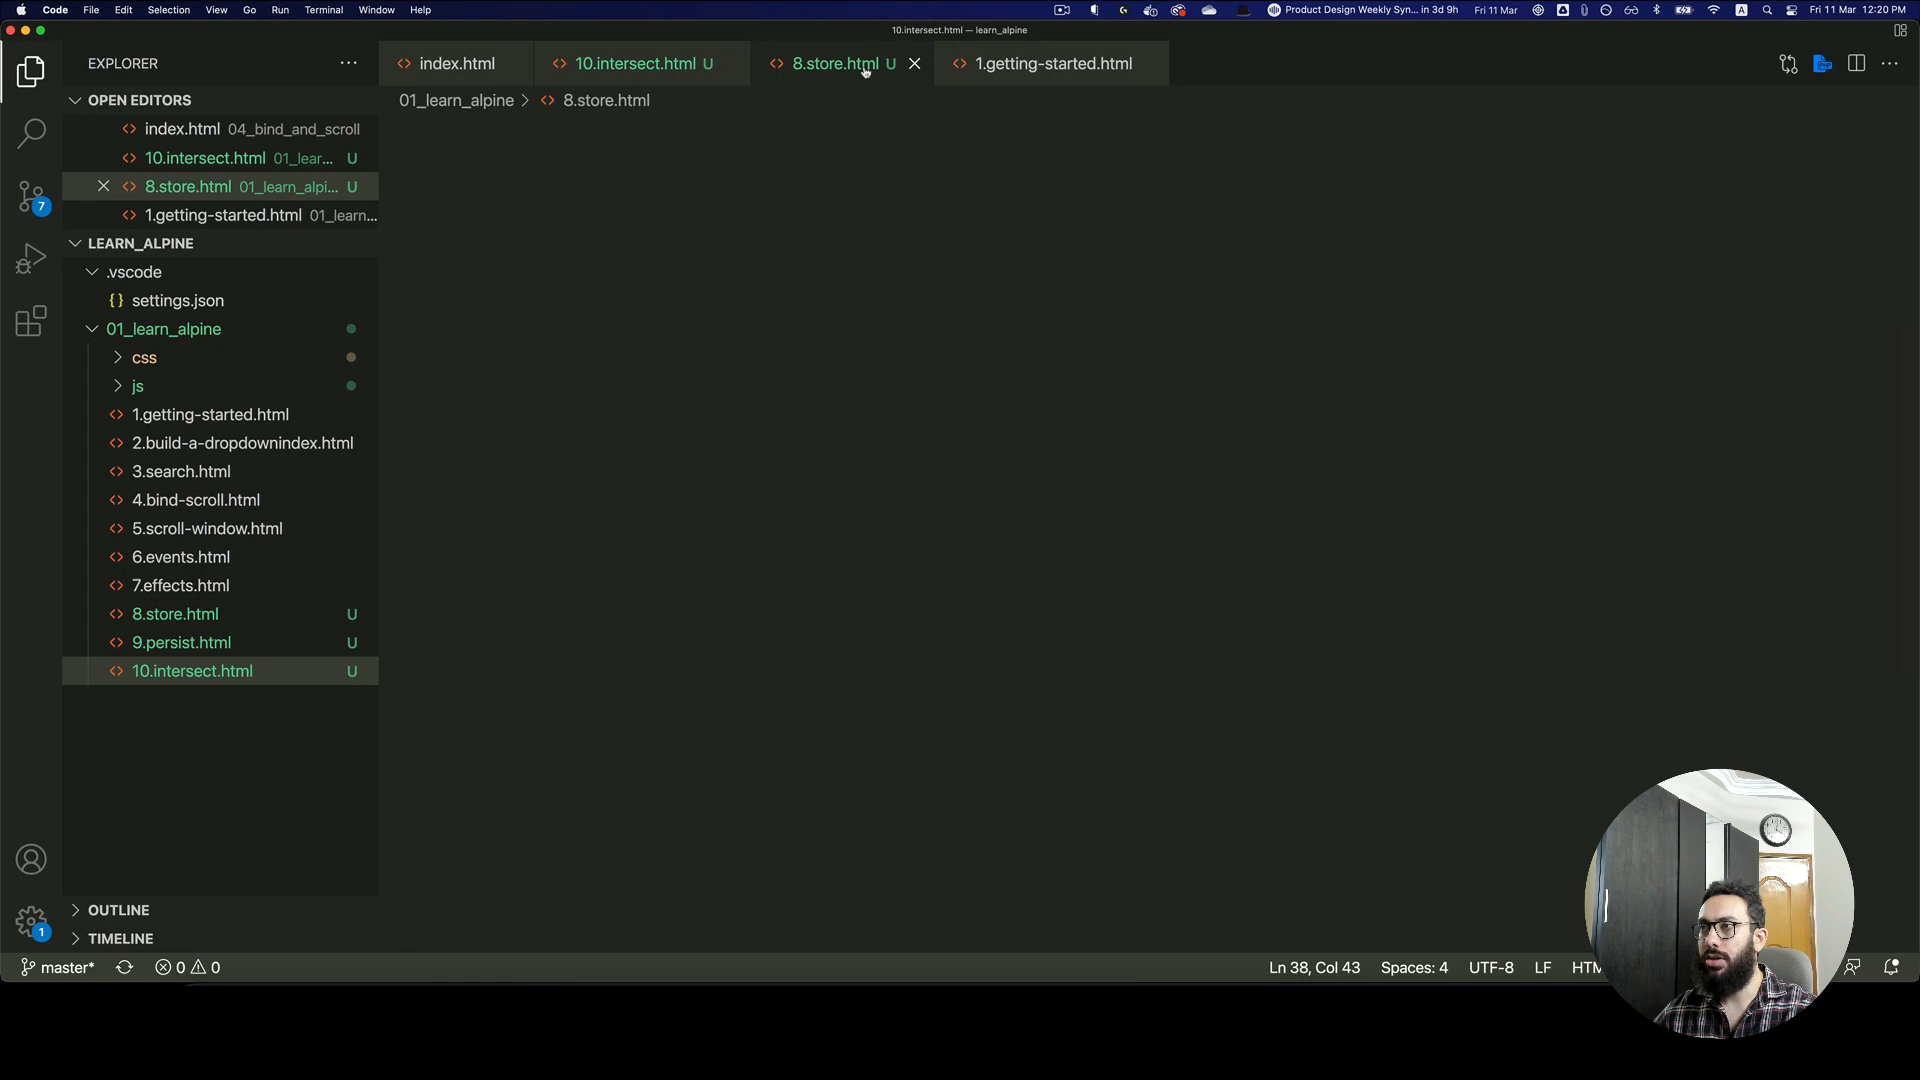 Code File Edit Selection View Go Run Terminal Window Help
Product Design Weekly Syn... in 3d 9h Fri 11 Mar A Fri 11 Mar 12:20 PM
10.intersect.html — learn_alpine
EXPLORER
index.html
10.intersect.html U
8.store.html U
1.getting-started.html
01_learn_alpine > 8.store.html
OPEN EDITORS
index.html 04_bind_and_scroll
10.intersect.html 01_lear... U
8.store.html 01_learn_alpi... U
1.getting-started.html 01_learn...
LEARN_ALPINE
.vscode
{} settings.json
01_learn_alpine
css
js
1.getting-started.html
2.build-a-dropdownindex.html
3.search.html
4.bind-scroll.html
5.scroll-window.html
6.events.html
7.effects.html
8.store.html U
9.persist.html U
10.intersect.html U
7
1
OUTLINE
TIMELINE
master* 0 0
Ln 38, Col 43 Spaces: 4 UTF-8 LF